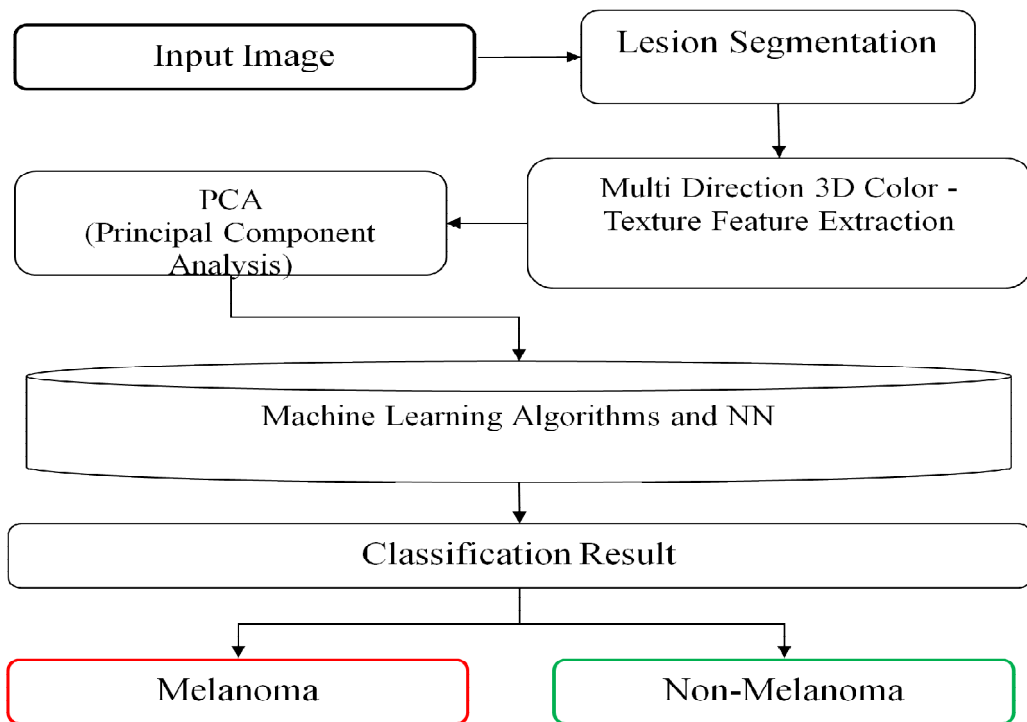 Input Image
Lesion Segmentation
Multi Direction 3D Color -
Texture Feature Extraction
PCA
(Principal Component
Analysis)
Machine Learning Algorithms and NN
Classification Result
Melanoma
Non-Melanoma